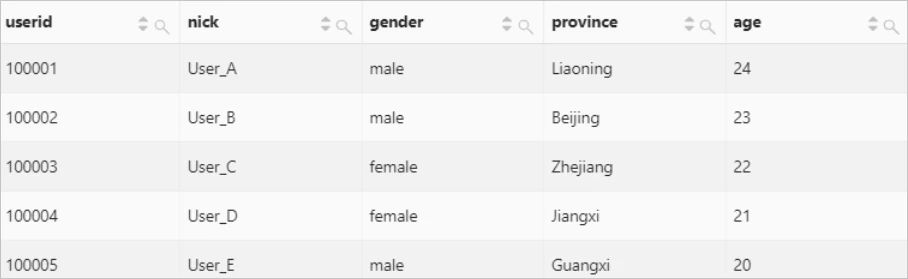 userid nick gender province age
100001 User_A male Liaoning 24
100002 User_B male Beijing 23
100003 User_C female Zhejiang 22
100004 User_D female Jiangxi 21
100005 User_E male Guangxi 20